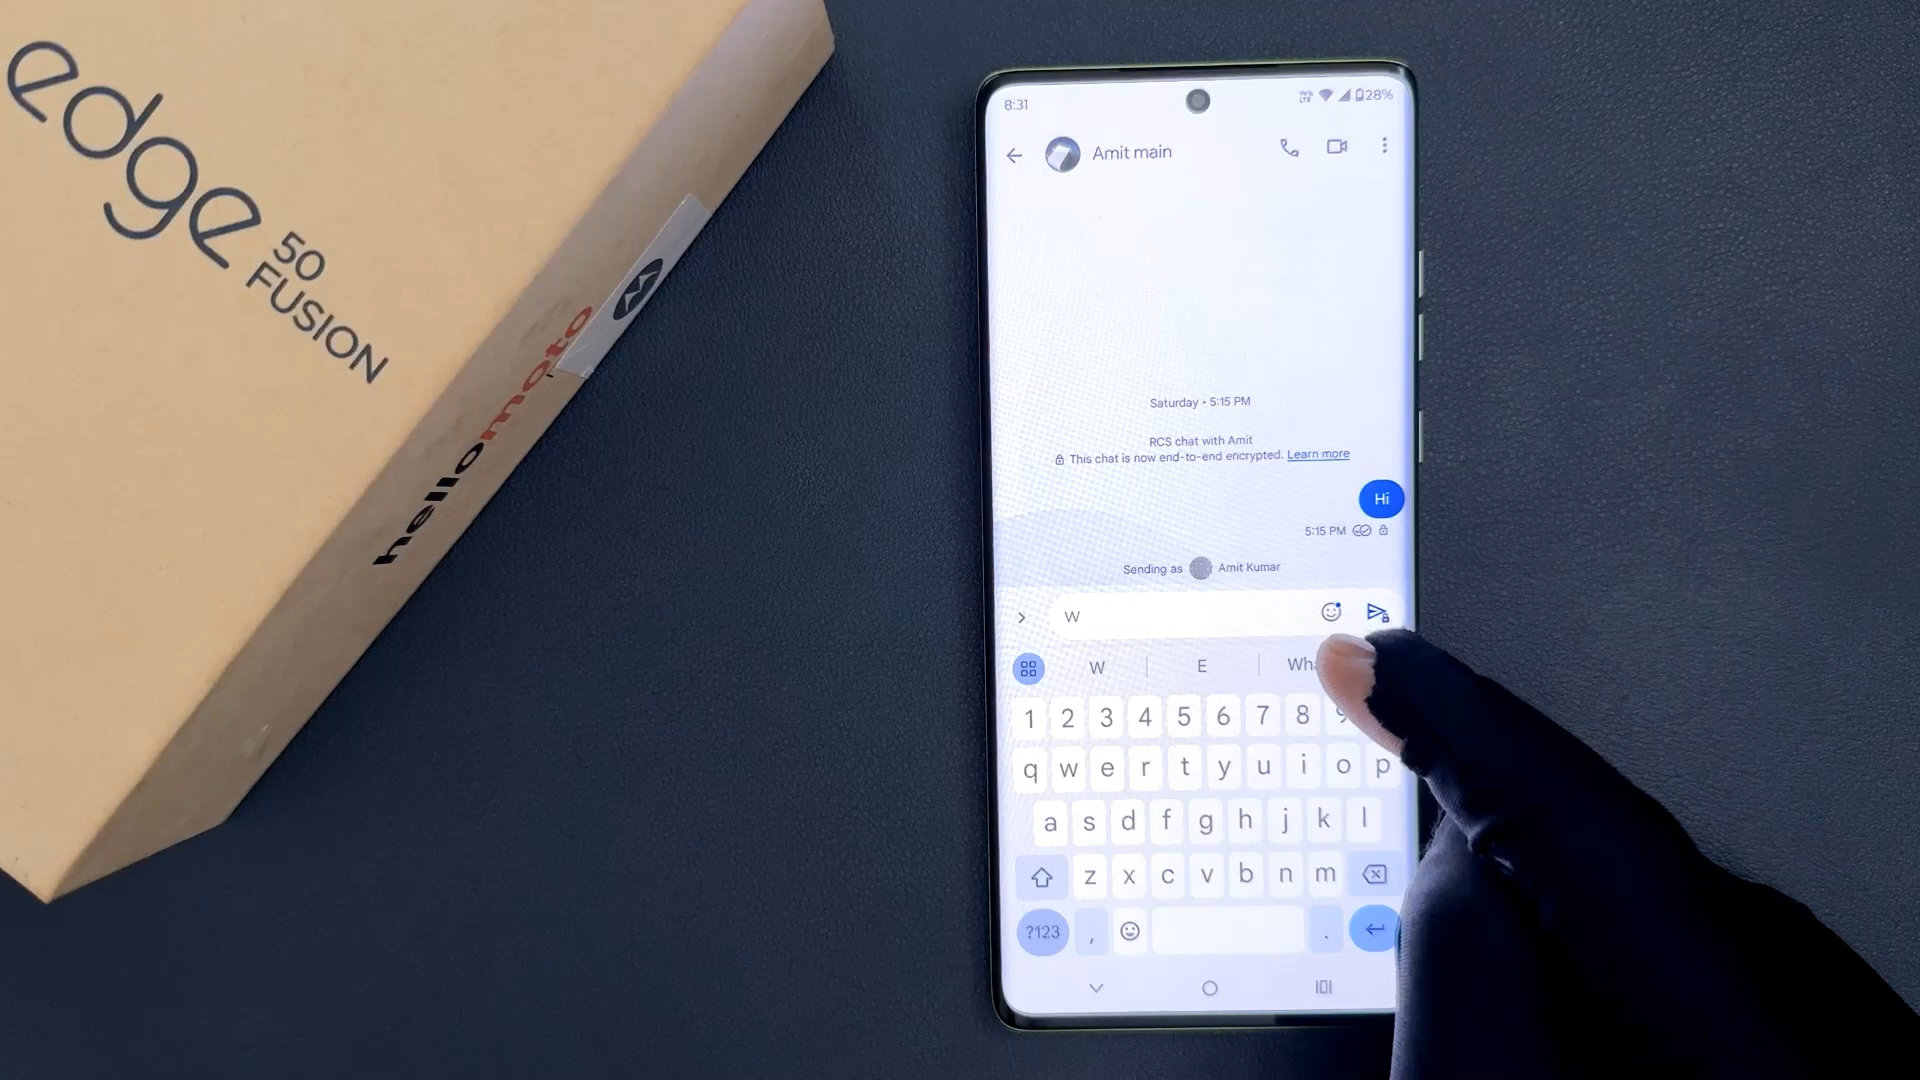 edge
50
FUSION
hellomoto
8:31
28%
Amit main
Saturday • 5:15 PM
RCS chat with Amit
This chat is now end-to-end encrypted. Learn more
Hi
5:15 PM
Sending as Amit Kumar
W
W E
1 2 3 4 5 6 7 8 9
q w e r t y u i o p
a s d f g h j k l
z x c v b n m
?123 , .